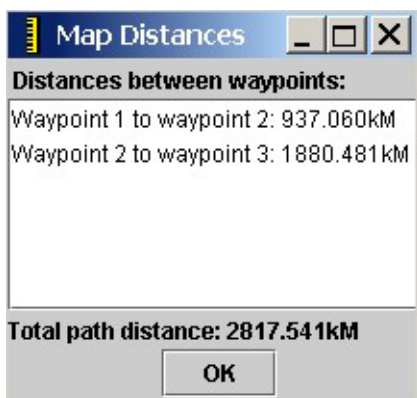 Map Distances
Distances between waypoints:
Waypoint 1 to waypoint 2: 937.060kM
Waypoint 2 to waypoint 3: 1880.481kM
Total path distance: 2817.541kM
OK